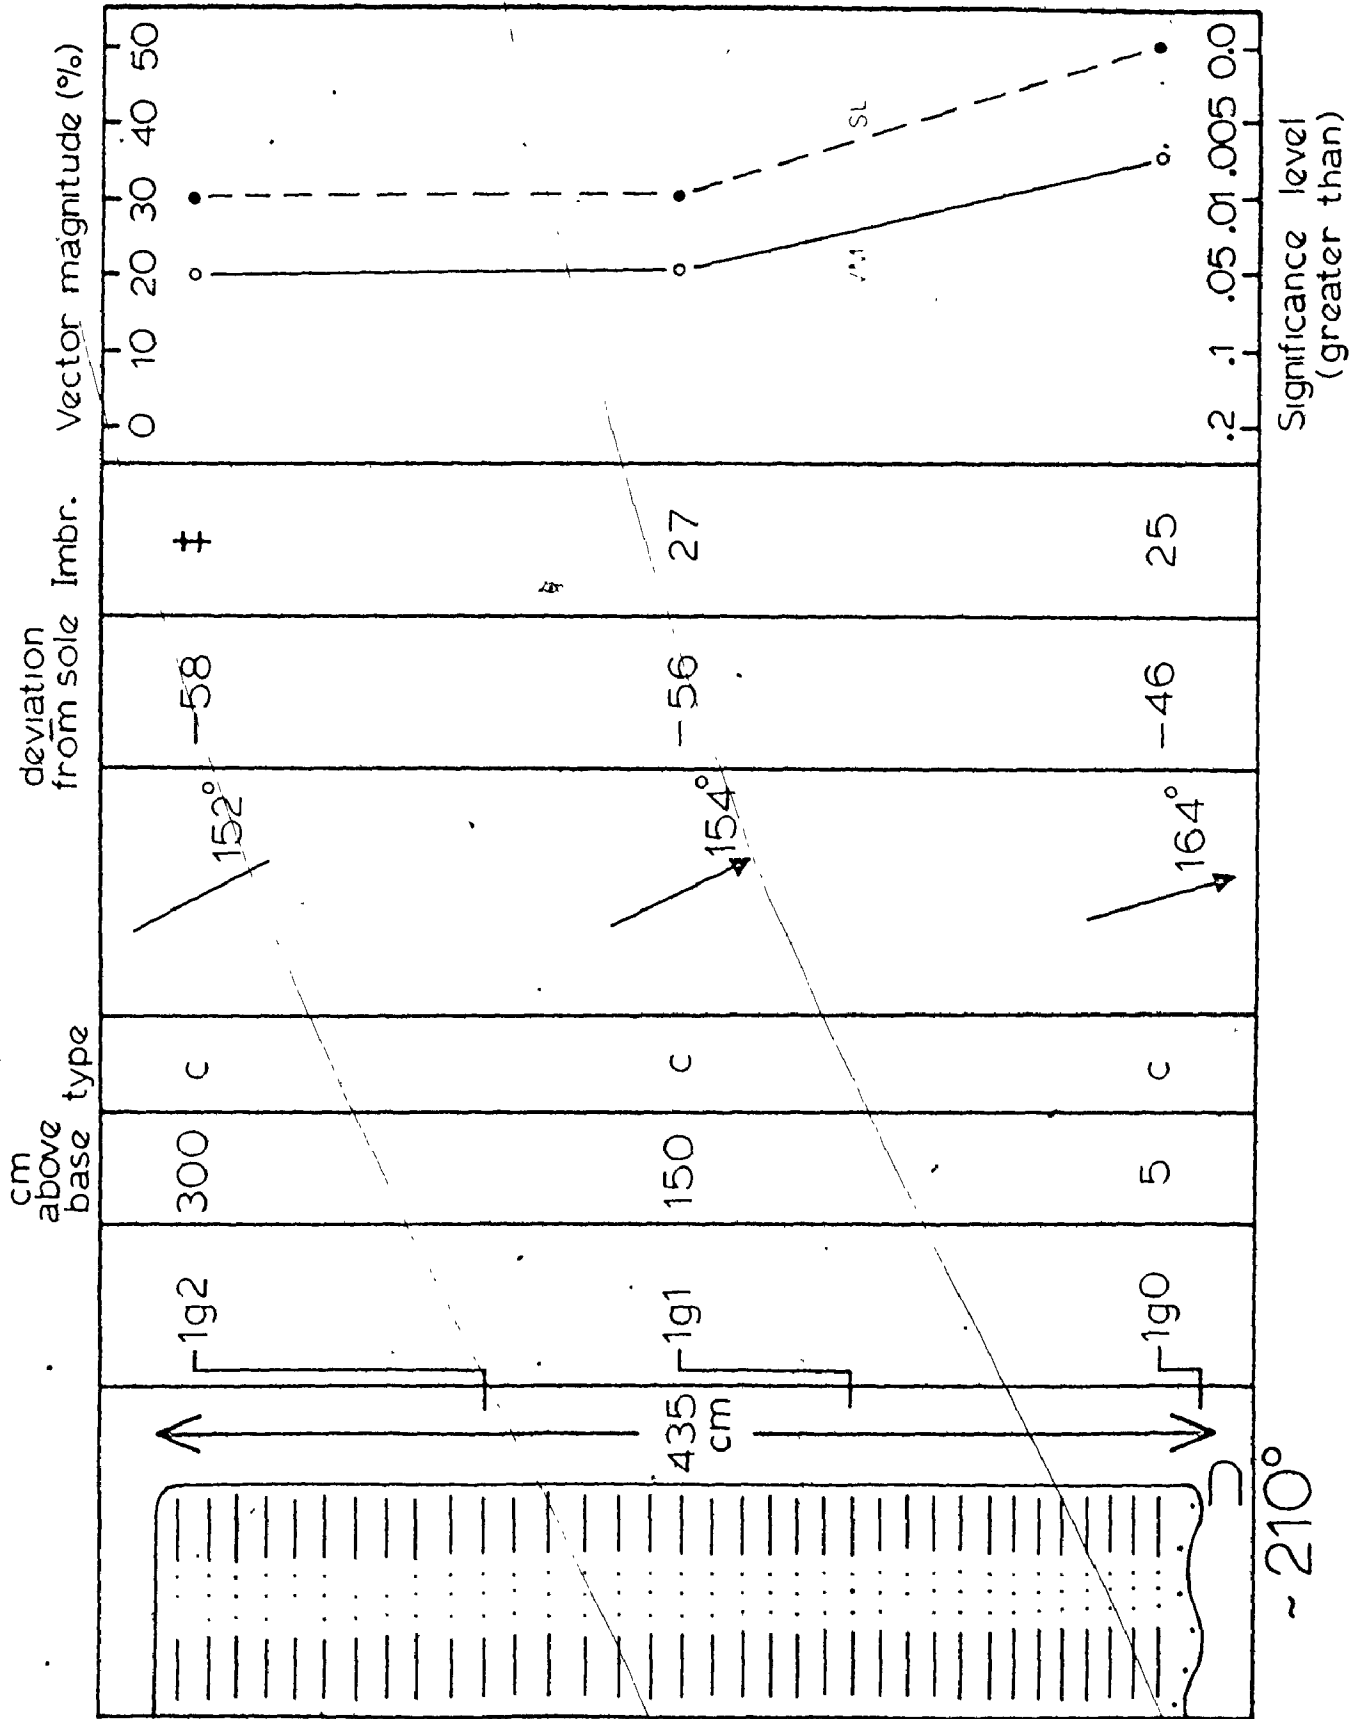 cm
above
base
type
deviation
from sole
Imbr.
Vector magnitude (%)
0 10 20 30 40 50
1g2 300 c 152° -58 ‡
435
cm
1g1 150 c 154° -56 27
VM
SL
1g0 5 c 164° -46 25
~ 210°
.2 .1 .05 .01 .005 0.0
Significance level
(greater than)